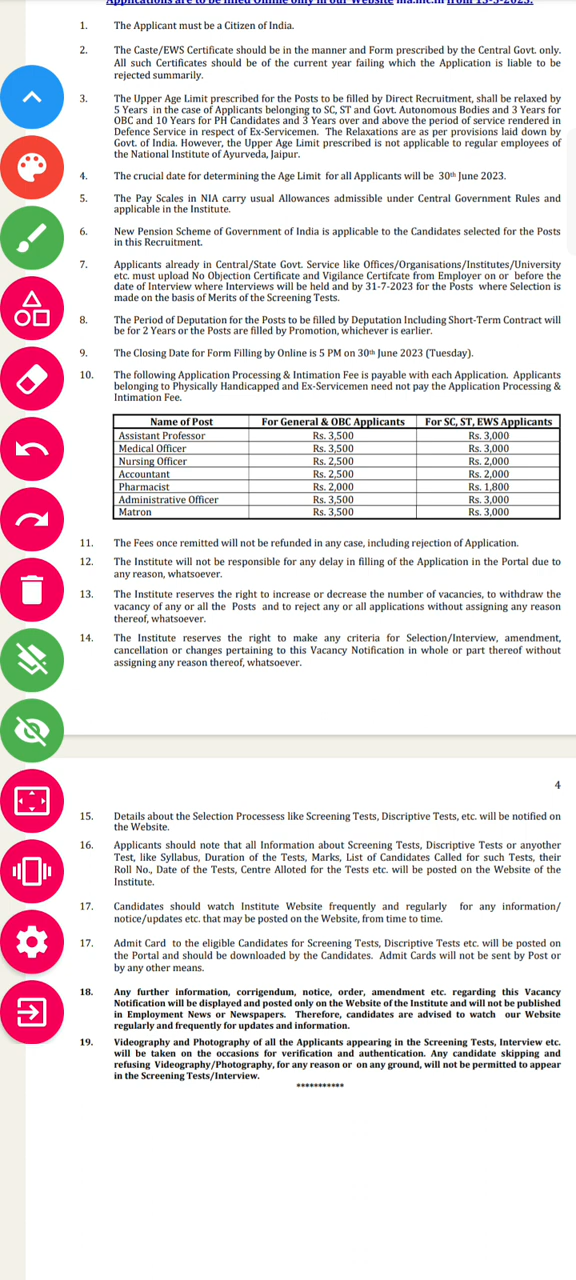 Applications are to be filled Online only in our Website nia.nic.in from 15-5-2023.
1. The Applicant must be a Citizen of India.
2. The Caste/EWS Certificate should be in the manner and Form prescribed by the Central Govt. only.
All such Certificates should be of the current year failing which the Application is liable to be
rejected summarily.
3. The Upper Age Limit prescribed for the Posts to be filled by Direct Recruitment, shall be relaxed by
5 Years in the case of Applicants belonging to SC, ST and Govt. Autonomous Bodies and 3 Years for
OBC and 10 Years for PH Candidates and 3 Years over and above the period of service rendered in
Defence Service in respect of Ex-Servicemen. The Relaxations are as per provisions laid down by
Govt. of India. However, the Upper Age Limit prescribed is not applicable to regular employees of
the National Institute of Ayurveda, Jaipur.
4. The crucial date for determining the Age Limit for all Applicants will be 30th June 2023.
5. The Pay Scales in NIA carry usual Allowances admissible under Central Government Rules and
applicable in the Institute.
6. New Pension Scheme of Government of India is applicable to the Candidates selected for the Posts
in this Recruitment.
7. Applicants already in Central/State Govt. Service like Offices/Organisations/Institutes/University
etc. must upload No Objection Certificate and Vigilance Certifcate from Employer on or before the
date of Interview where Interviews will be held and by 31-7-2023 for the Posts where Selection is
made on the basis of Merits of the Screening Tests.
8. The Period of Deputation for the Posts to be filled by Deputation Including Short-Term Contract will
be for 2 Years or the Posts are filled by Promotion, whichever is earlier.
9. The Closing Date for Form Filling by Online is 5 PM on 30th June 2023 (Tuesday).
10. The following Application Processing & Intimation Fee is payable with each Application. Applicants
belonging to Physically Handicapped and Ex-Servicemen need not pay the Application Processing &
Intimation Fee.
Name of Post For General & OBC Applicants For SC, ST, EWS Applicants
Assistant Professor Rs. 3,500 Rs. 3,000
Medical Officer Rs. 3,500 Rs. 3,000
Nursing Officer Rs. 2,500 Rs. 2,000
Accountant Rs. 2,500 Rs. 2,000
Pharmacist Rs. 2,000 Rs. 1,800
Administrative Officer Rs. 3,500 Rs. 3,000
Matron Rs. 3,500 Rs. 3,000
11. The Fees once remitted will not be refunded in any case, including rejection of Application.
12. The Institute will not be responsible for any delay in filling of the Application in the Portal due to
any reason, whatsoever.
13. The Institute reserves the right to increase or decrease the number of vacancies, to withdraw the
vacancy of any or all the Posts and to reject any or all applications without assigning any reason
thereof, whatsoever.
14. The Institute reserves the right to make any criteria for Selection/Interview, amendment,
cancellation or changes pertaining to this Vacancy Notification in whole or part thereof without
assigning any reason thereof, whatsoever.
4
15. Details about the Selection Processess like Screening Tests, Discriptive Tests, etc. will be notified on
the Website.
16. Applicants should note that all Information about Screening Tests, Discriptive Tests or anyother
Test, like Syllabus, Duration of the Tests, Marks, List of Candidates Called for such Tests, their
Roll No., Date of the Tests, Centre Alloted for the Tests etc. will be posted on the Website of the
Institute.
17. Candidates should watch Institute Website frequently and regularly for any information/
notice/updates etc. that may be posted on the Website, from time to time.
17. Admit Card to the eligible Candidates for Screening Tests, Discriptive Tests etc. will be posted on
the Portal and should be downloaded by the Candidates. Admit Cards will not be sent by Post or
by any other means.
18. Any further information, corrigendum, notice, order, amendment etc. regarding this Vacancy
Notification will be displayed and posted only on the Website of the Institute and will not be published
in Employment News or Newspapers. Therefore, candidates are advised to watch our Website
regularly and frequently for updates and information.
19. Videography and Photography of all the Applicants appearing in the Screening Tests, Interview etc.
will be taken on the occasions for verification and authentication. Any candidate skipping and
refusing Videography/Photography, for any reason or on any ground, will not be permitted to appear
in the Screening Tests/Interview.
***********